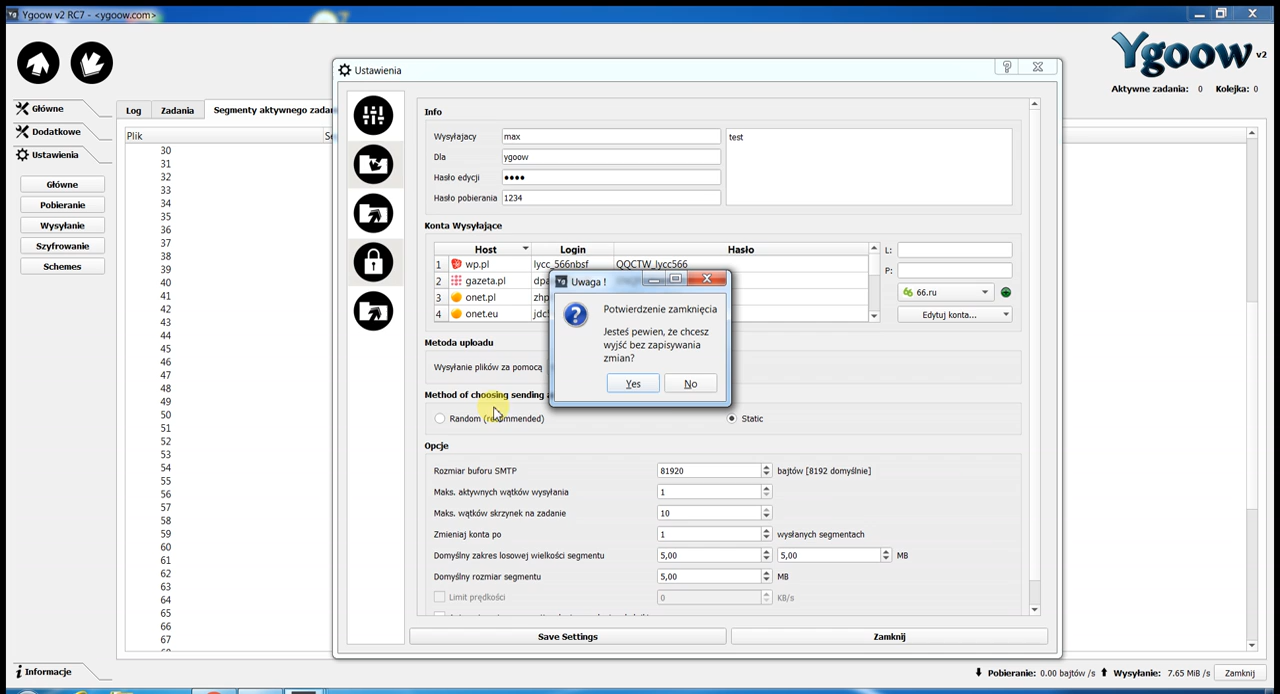 Ygoow v2 RC7 - <ygoow.com>
Ygoow v2
Aktywne zadania: 0 Kolejka: 0
Główne
Dodatkowe
Ustawienia
Główne
Pobieranie
Wysyłanie
Szyfrowanie
Schemes
Informacje
Log Zadania Segmenty aktywnego zadan
Plik Se
30
31
32
33
34
35
36
37
38
39
40
41
42
43
44
45
46
47
48
49
50
51
52
53
54
55
56
57
58
59
60
61
62
63
64
65
66
67
Ustawienia
Info
Wysyłający max
test
Dla ygoow
Hasło edycji ●●●●
Hasło pobierania 1234
Konta Wysyłające
Host Login Hasło
1 wp.pl lycc_566nbsf QQCTW_lycc566
2 gazeta.pl dpa
3 onet.pl zhp
4 onet.eu jdc
L:
P:
66.ru
Edytuj konta...
Metoda uploadu
Wysyłanie plików za pomocą
Method of choosing sending
Random (recommended) Static
Opcje
Rozmiar buforu SMTP 81920 bajtów [8192 domyślnie]
Maks. aktywnych wątków wysyłania 1
Maks. wątków skrzynek na zadanie 10
Zmieniaj konta po 1 wysłanych segmentach
Domyślny zakres losowej wielkości segmentu 5,00 5,00 MB
Domyślny rozmiar segmentu 5,00 MB
Limit prędkości 0 KB/s
Save Settings Zamknij
Uwaga !
Potwierdzenie zamknięcia
Jesteś pewien, że chcesz
wyjść bez zapisywania
zmian?
Yes No
Pobieranie: 0.00 bajtów /s Wysyłanie: 7.65 MiB /s Zamknij